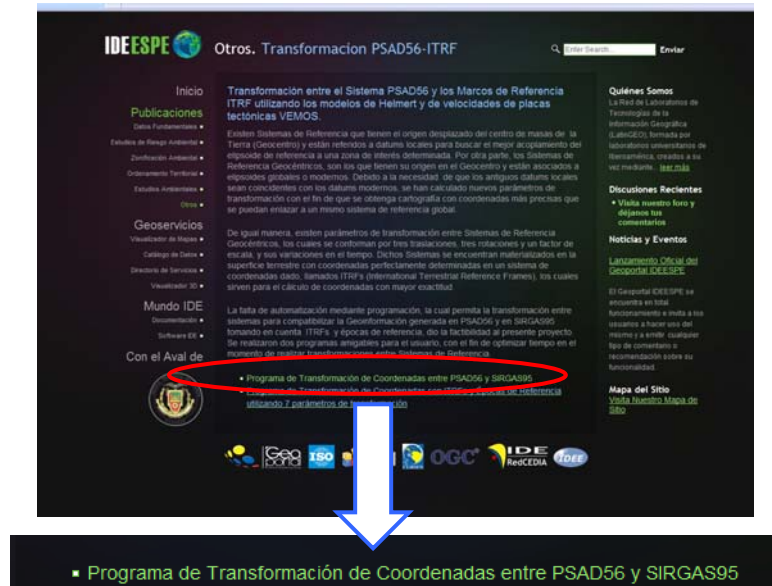 IDEESPE
Otros. Transformacion PSAD56-ITRF
Enter Search...
Enviar
Inicio
Publicaciones
Datos Fundamentales
Estudios de Riesgo Ambiental
Zonificación Ambiental
Ordenamiento Territorial
Estudios Ambientales
Otros
Geoservicios
Visualizador de Mapas
Catálogo de Datos
Directorio de Servicios
Visualizador 3D
Mundo IDE
Documentación
Software IDE
Con el Aval de
Transformación entre el Sistema PSAD56 y los Marcos de Referencia
ITRF utilizando los modelos de Helmert y de velocidades de placas
tectónicas VEMOS.
Existen Sistemas de Referencia que tienen el origen desplazado del centro de masas de la
Tierra (Geocentro) y están referidos a datums locales para buscar el mejor acoplamiento del
elipsoide de referencia a una zona de interés determinada. Por otra parte, los Sistemas de
Referencia Geocéntricos, son los que tienen su origen en el Geocentro y están asociados a
elipsoides globales o modernos. Debido a la necesidad, de que los antiguos datums locales
sean coincidentes con los datums modernos, se han calculado nuevos parámetros de
transformación con el fin de que se obtenga cartografía con coordenadas más precisas que
se puedan enlazar a un mismo sistema de referencia global.
De igual manera, existen parámetros de transformación entre Sistemas de Referencia
Geocéntricos, los cuales se conforman por tres traslaciones, tres rotaciones y un factor de
escala, y sus variaciones en el tiempo. Dichos Sistemas se encuentran materializados en la
superficie terrestre con coordenadas perfectamente determinadas en un sistema de
coordenadas dado, llamados ITRFs (International Terrestrial Reference Frames), los cuales
sirven para el cálculo de coordenadas con mayor exactitud.
La falta de automatización mediante programación, la cual permita la transformación entre
sistemas para compatibilizar la Geoinformación generada en PSAD56 y en SIRGAS95
tomando en cuenta ITRFs y épocas de referencia, dio la factibilidad al presente proyecto.
Se realizaron dos programas amigables para el usuario, con el fin de optimizar tiempo en el
momento de realizar transformaciones entre Sistemas de Referencia.
Programa de Transformación de Coordenadas entre PSAD56 y SIRGAS95
Programa de Transformación de Coordenadas con ITRFs y Épocas de Referencia
utilizando 7 parámetros de transformación
Quiénes Somos
La Red de Laboratorios de
Tecnologías de la
Información Geográfica
(LatinGEO), formada por
laboratorios universitarios de
Iberoamérica, creados a su
vez mediante... leer más
Discusiones Recientes
Visita nuestro foro y
déjanos tus
comentarios
Noticias y Eventos
Lanzamiento Oficial del
Geoportal IDEESPE
El Geoportal IDEESPE se
encuentra en total
funcionamiento e invita a los
usuarios a hacer uso del
mismo y a emitir cualquier
tipo de comentario o
recomendación sobre su
funcionalidad.
Mapa del Sitio
Visita Nuestro Mapa de
Sitio
Geo
portal
ISO
OGC
IDE
RedCEDIA
IDEE
Programa de Transformación de Coordenadas entre PSAD56 y SIRGAS95